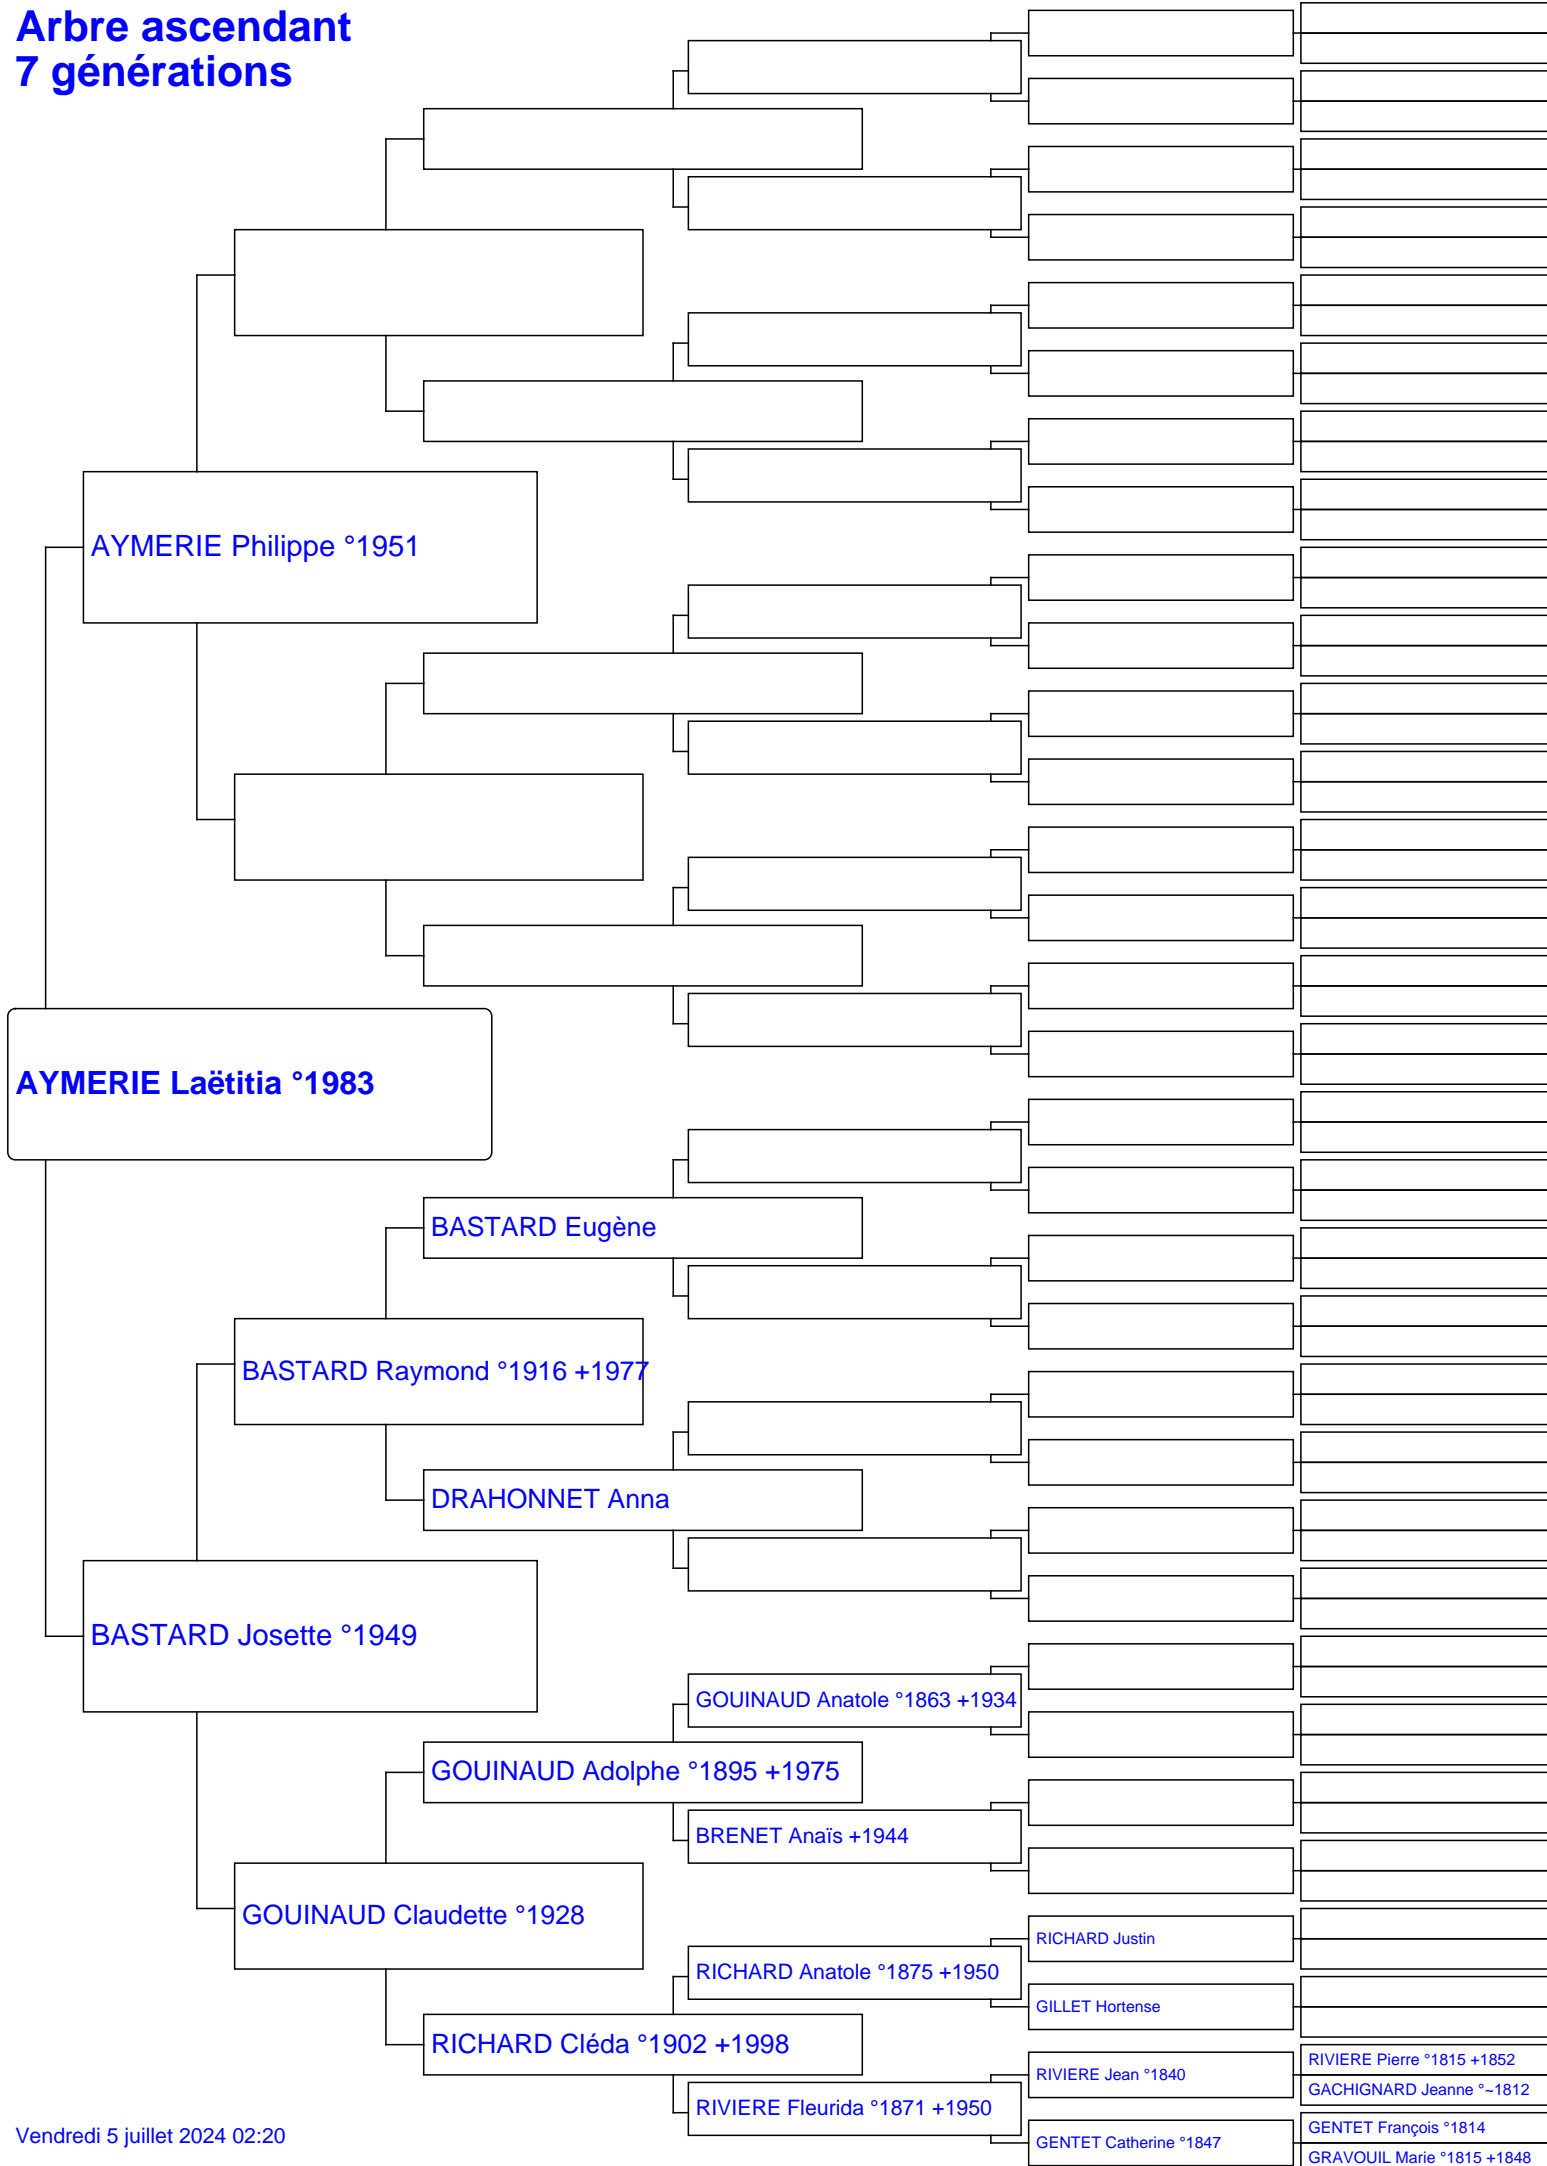 Arbre ascendant
7 générations
AYMERIE Philippe °1951
AYMERIE Laëtitia °1983
BASTARD Eugène
BASTARD Raymond °1916 +1977
DRAHONNET Anna
BASTARD Josette °1949
GOUINAUD Anatole °1863 +1934
GOUINAUD Adolphe °1895 +1975
BRENET Anaïs +1944
GOUINAUD Claudette °1928
RICHARD Justin
RICHARD Anatole °1875 +1950
GILLET Hortense
RICHARD Cléda °1902 +1998
RIVIERE Pierre °1815 +1852
RIVIERE Jean °1840
GACHIGNARD Jeanne °~1812
RIVIERE Fleurida °1871 +1950
GENTET François °1814
GENTET Catherine °1847
GRAVOUIL Marie °1815 +1848
Vendredi 5 juillet 2024 02:20